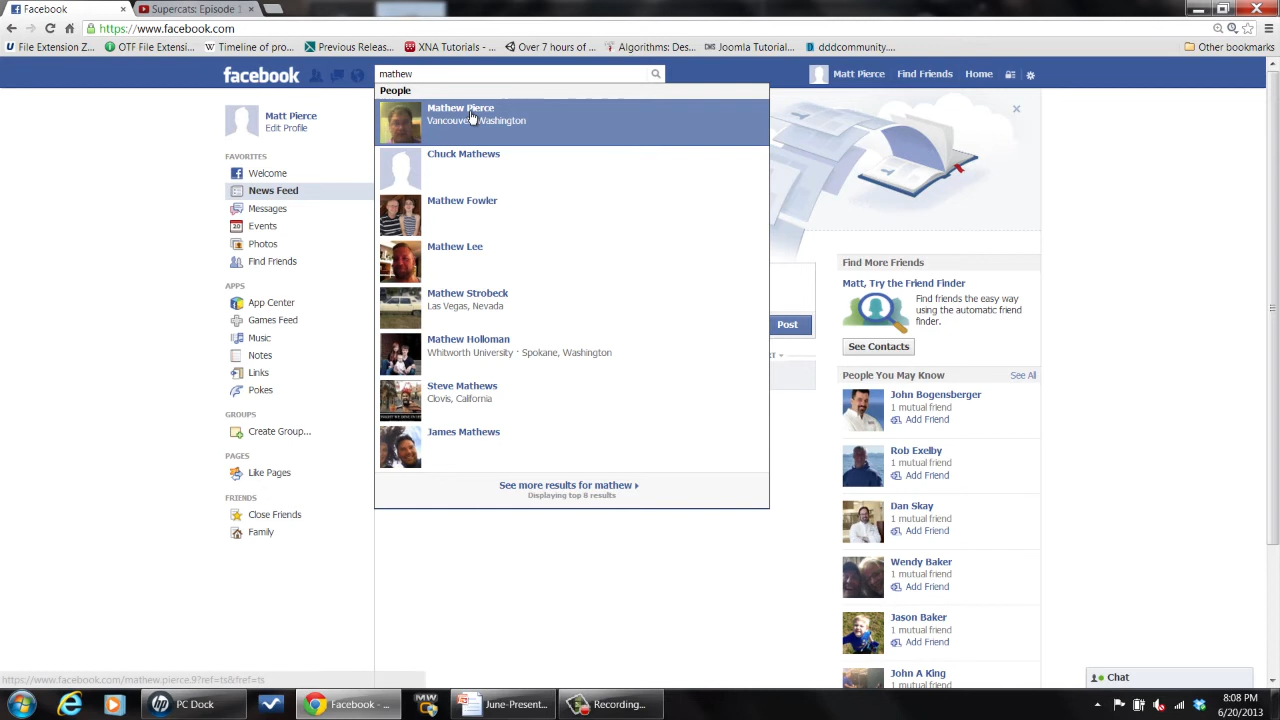 Facebook
Supercats: Episode 1
https://www.facebook.com
File Extension Z...
OTF File Exten...
Timeline of pro...
Previous Releas...
XNA Tutorials - ...
Over 7 hours of ...
Algorithms: Des...
Joomla Tutorial...
dddcommunity....
Other bookmarks
facebook
mathew
Matt Pierce
Find Friends
Home
People
Mathew Pierce
Vancouver, Washington
Chuck Mathews
Mathew Fowler
Mathew Lee
Mathew Strobeck
Las Vegas, Nevada
Mathew Holloman
Whitworth University · Spokane, Washington
Steve Mathews
Clovis, California
James Mathews
See more results for mathew
Displaying top 8 results
Matt Pierce
Edit Profile
FAVORITES
Welcome
News Feed
Messages
Events
Photos
Find Friends
APPS
App Center
Games Feed
Music
Notes
Links
Pokes
GROUPS
Create Group...
PAGES
Like Pages
FRIENDS
Close Friends
Family
Post
Find More Friends
Matt, Try the Friend Finder
Find friends the easy way
using the automatic friend
finder.
See Contacts
People You May Know
See All
John Bogensberger
1 mutual friend
Add Friend
Rob Exelby
1 mutual friend
Add Friend
Dan Skay
1 mutual friend
Add Friend
Wendy Baker
1 mutual friend
Add Friend
Jason Baker
1 mutual friend
Add Friend
John A King
1 mutual friend
Chat
https://www.facebook.com/mathew.pierce.9?ref=ts&fref=ts
PC Dock
Facebook - ...
June-Present...
Recording...
8:08 PM
6/20/2013